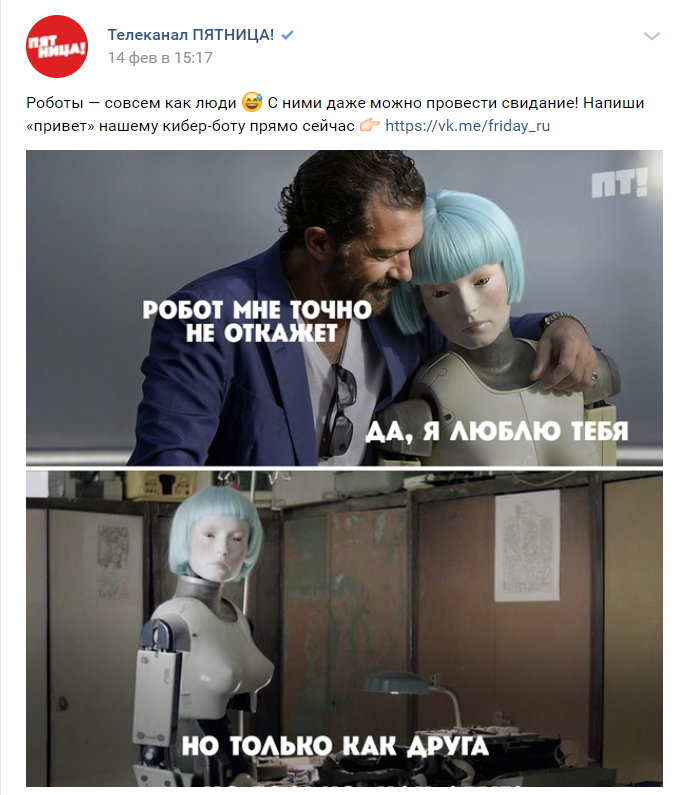 ПЯТ
НИЦА!
Телеканал ПЯТНИЦА!
14 фев в 15:17
Роботы — совсем как люди 😅 С ними даже можно провести свидание! Напиши
«привет» нашему кибер-боту прямо сейчас 👉🏻 https://vk.me/friday_ru
ПТ!
РОБОТ МНЕ ТОЧНО
НЕ ОТКАЖЕТ
ДА, Я ЛЮБЛЮ ТЕБЯ
НО ТОЛЬКО КАК ДРУГА